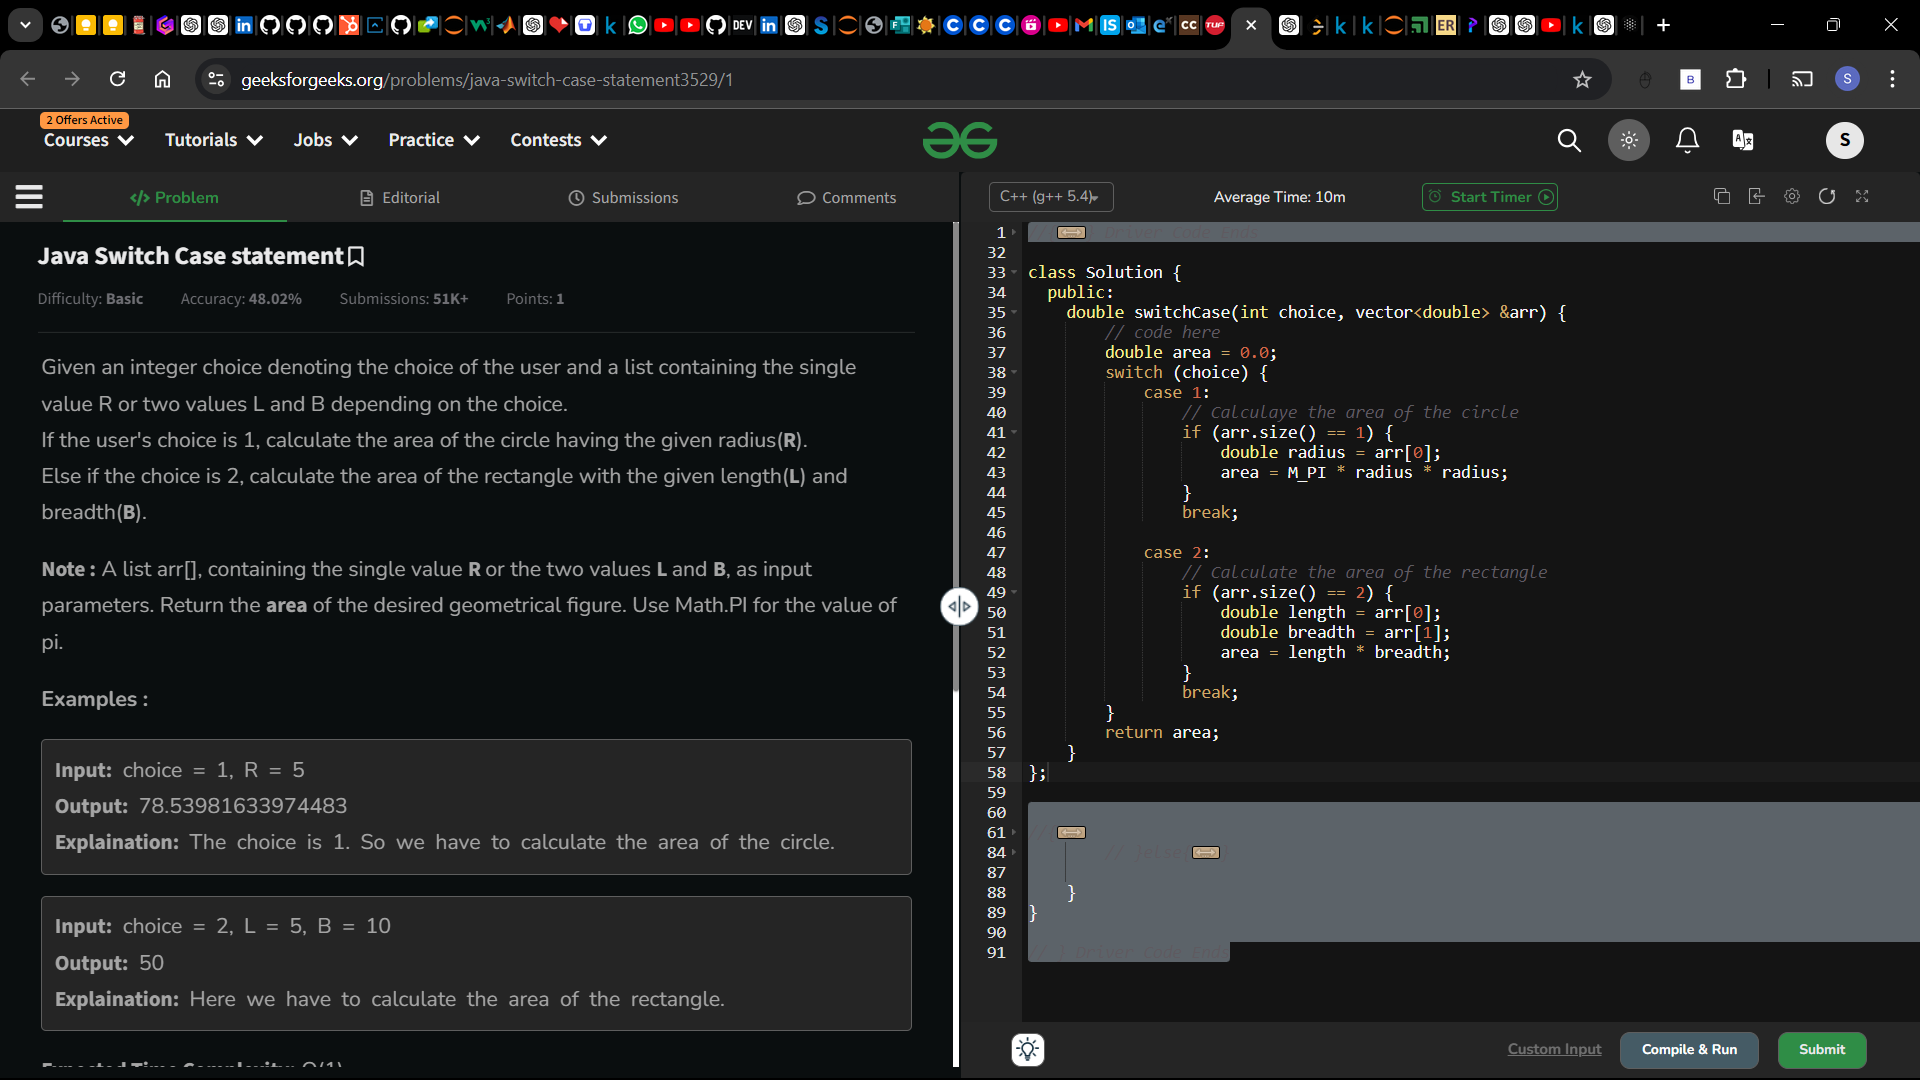 geeksforgeeks.org/problems/java-switch-case-statement3529/1
S
2 Offers Active
Courses
Tutorials
Jobs
Practice
Contests
S
</> Problem
Editorial
Submissions
Comments
C++ (g++ 5.4)
Average Time: 10m
Start Timer
Java Switch Case statement
Difficulty: Basic Accuracy: 48.02% Submissions: 51K+ Points: 1
Given an integer choice denoting the choice of the user and a list containing the single
value R or two values L and B depending on the choice.
If the user's choice is 1, calculate the area of the circle having the given radius(R).
Else if the choice is 2, calculate the area of the rectangle with the given length(L) and
breadth(B).
Note : A list arr[], containing the single value R or the two values L and B, as input
parameters. Return the area of the desired geometrical figure. Use Math.PI for the value of
pi.
Examples :
Input: choice = 1, R = 5
Output: 78.53981633974483
Explaination: The choice is 1. So we have to calculate the area of the circle.
Input: choice = 2, L = 5, B = 10
Output: 50
Explaination: Here we have to calculate the area of the rectangle.
Expected Time Complexity: O(1)
1 // } Driver Code Ends
32
33 class Solution {
34 public:
35 double switchCase(int choice, vector<double> &arr) {
36 // code here
37 double area = 0.0;
38 switch (choice) {
39 case 1:
40 // Calculaye the area of the circle
41 if (arr.size() == 1) {
42 double radius = arr[0];
43 area = M_PI * radius * radius;
44 }
45 break;
46
47 case 2:
48 // Calculate the area of the rectangle
49 if (arr.size() == 2) {
50 double length = arr[0];
51 double breadth = arr[1];
52 area = length * breadth;
53 }
54 break;
55 }
56 return area;
57 }
58 };
59
60
61 //
84 // }else{
87
88 }
89 }
90
91 // } Driver Code Ends
Custom Input
Compile & Run
Submit